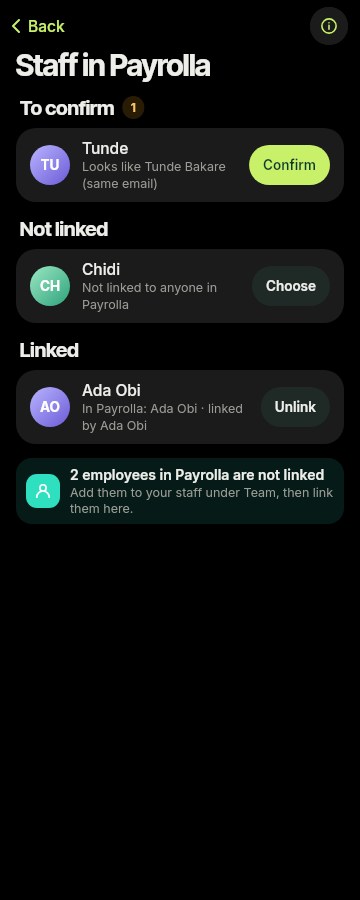 Back
Staff in Payrolla
To confirm 1
TU
Tunde
Looks like Tunde Bakare
(same email)
Confirm
Not linked
CH
Chidi
Not linked to anyone in
Payrolla
Choose
Linked
AO
Ada Obi
In Payrolla: Ada Obi · linked
by Ada Obi
Unlink
2 employees in Payrolla are not linked
Add them to your staff under Team, then link
them here.